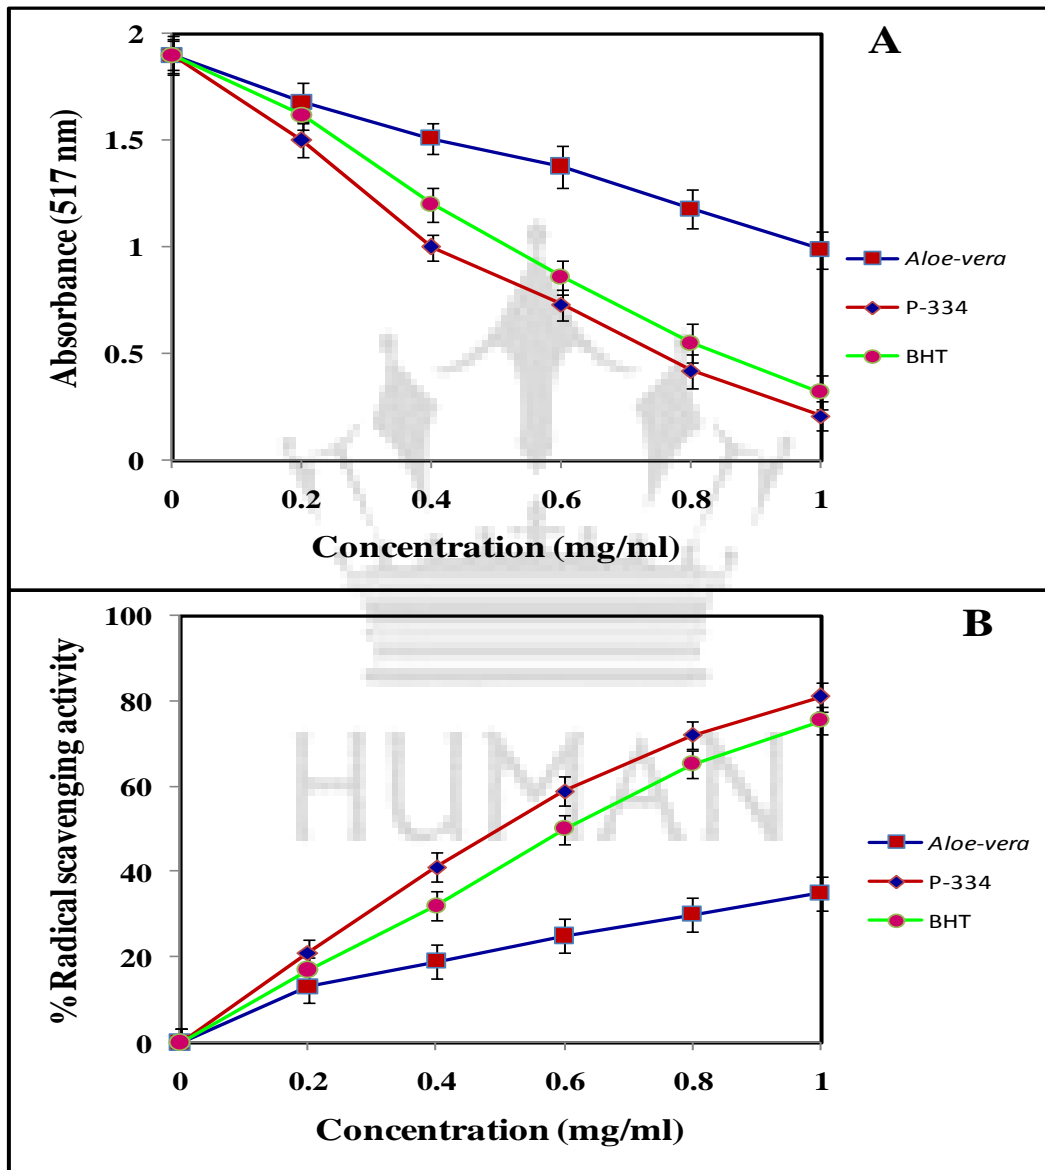 A
2
1.5
1
0.5
0
Absorbance (517 nm)
0 0.2 0.4 0.6 0.8 1
Concentration (mg/ml)
Aloe-vera
P-334
BHT
B
100
80
60
40
20
0
% Radical scavenging activity
HUMAN
0 0.2 0.4 0.6 0.8 1
Concentration (mg/ml)
Aloe-vera
P-334
BHT